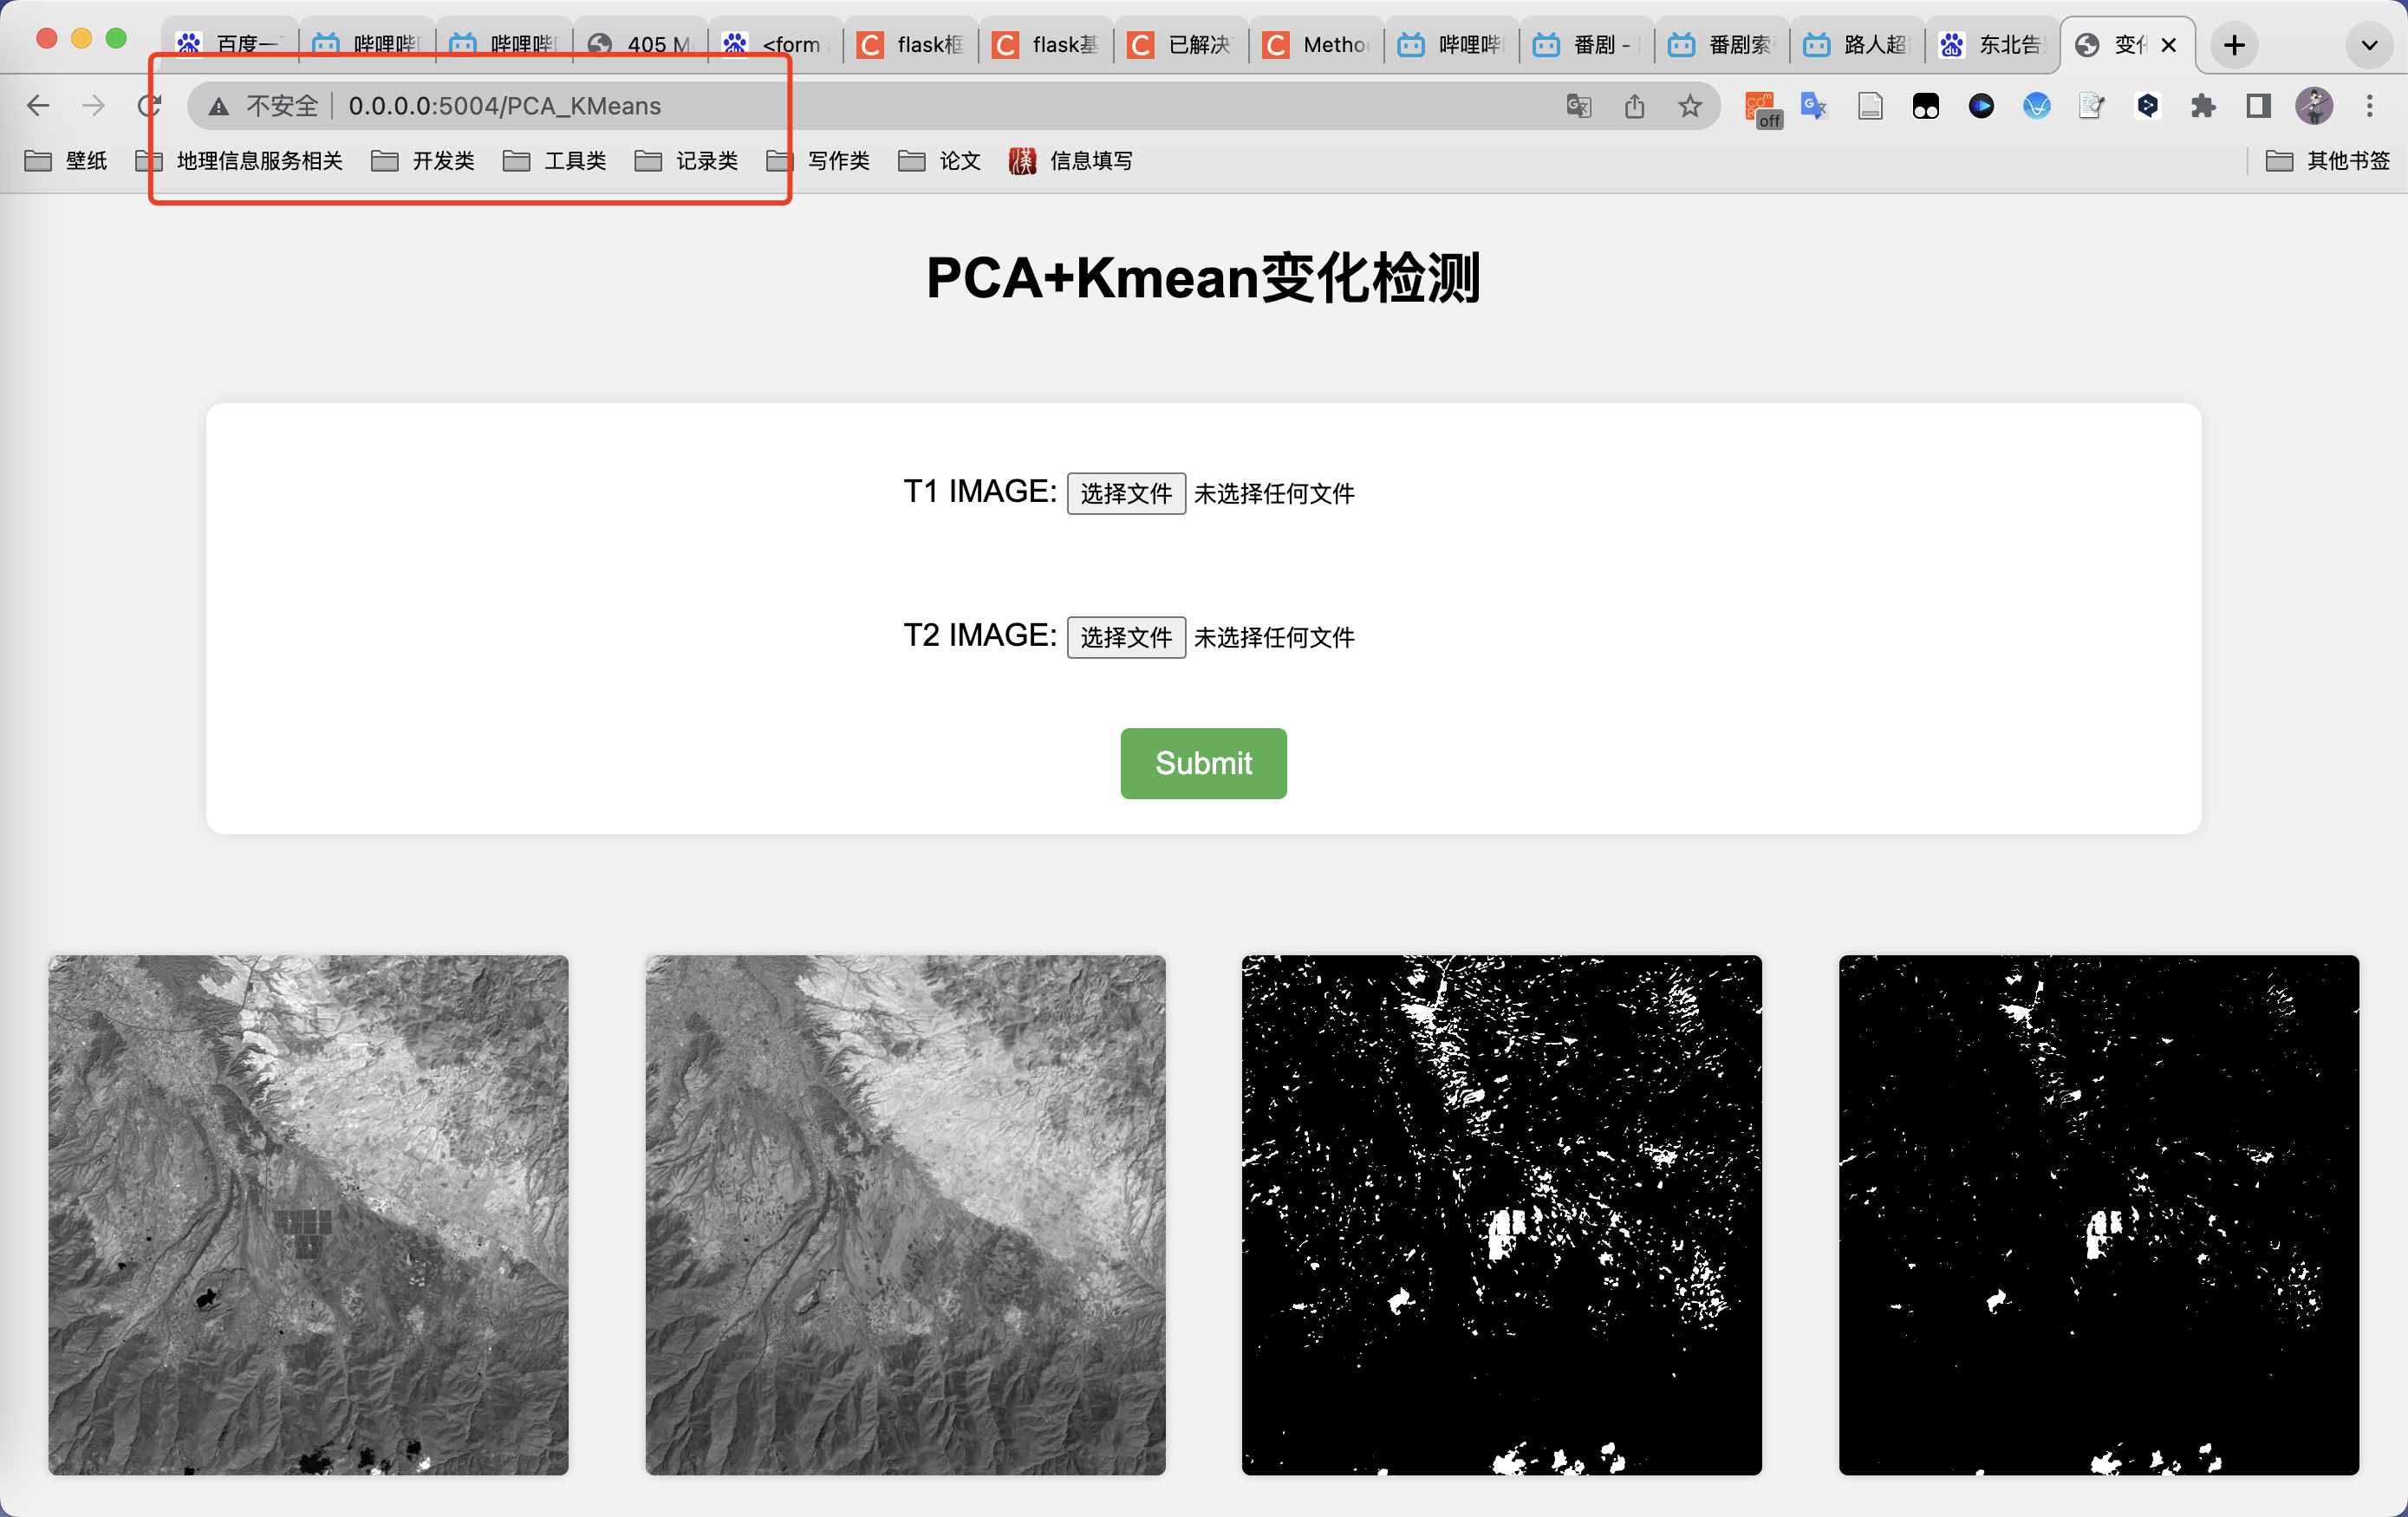 百度一 哔哩哔 哔哩哔 405 M <form flask框 flask基 已解决 Metho 哔哩哔 番剧 - 番剧索 路人超 东北告 变化
不安全 0.0.0.0:5004/PCA_KMeans off
壁纸 地理信息服务相关 开发类 工具类 记录类 写作类 论文 信息填写 其他书签
PCA+Kmean变化检测
T1 IMAGE: 选择文件 未选择任何文件
T2 IMAGE: 选择文件 未选择任何文件
Submit